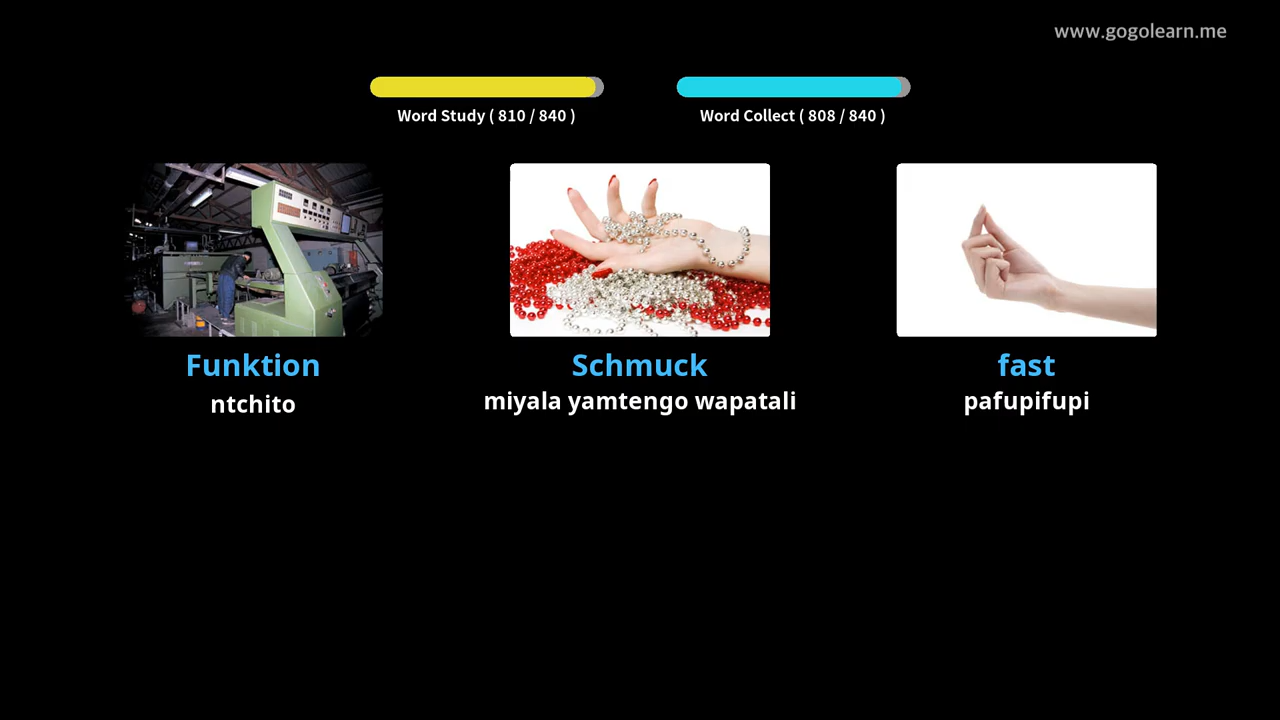 www.gogolearn.me
Word Study ( 810 / 840 )
Word Collect ( 808 / 840 )
Funktion
ntchito
Schmuck
miyala yamtengo wapatali
fast
pafupifupi